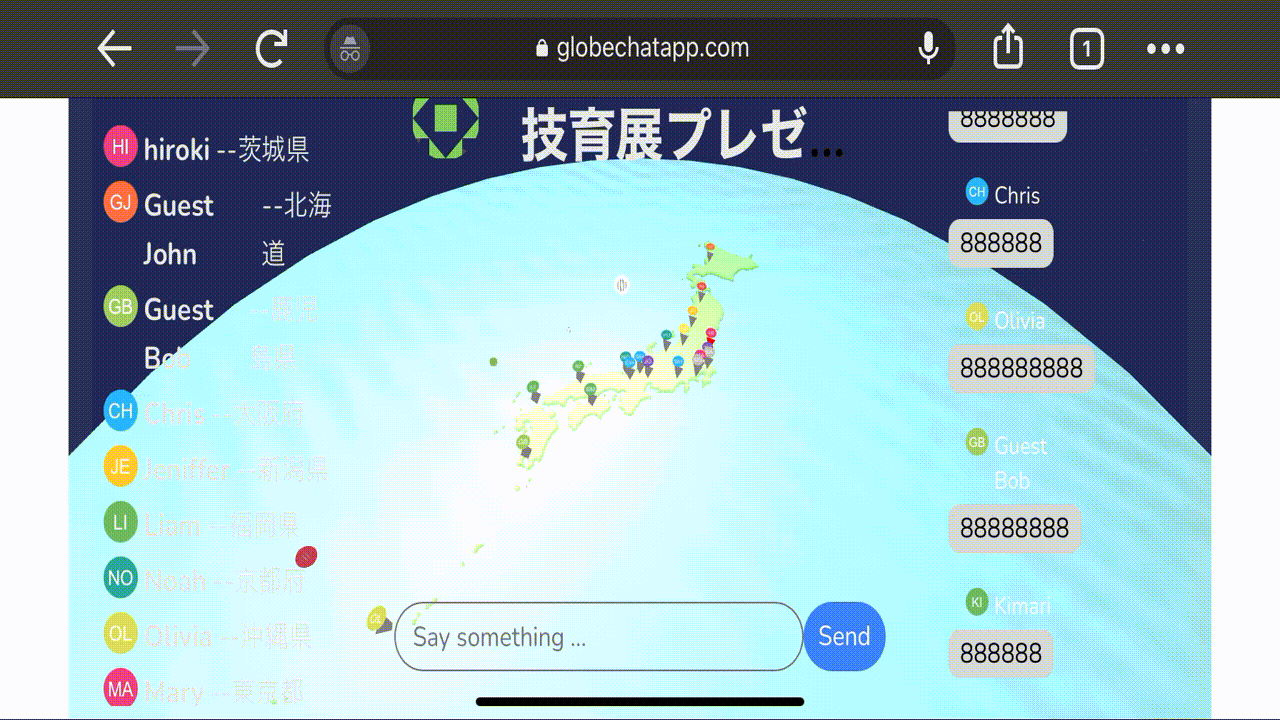 globechatapp.com
1
技育展プレゼ...
HI hiroki --茨城県
GJ Guest John --北海道
GB Guest Bob --鹿児島県
CH Chris --大阪府
JE Jeniffer --新潟県
LI Liam --福岡県
NO Nooh --京都府
OL Olivia --沖縄県
MA Mary --東京都
8888888
CH Chris
888888
OL Olivia
888888888
GB Guest Bob
88888888
KI Kimari
888888
OL
Say something ...
Send